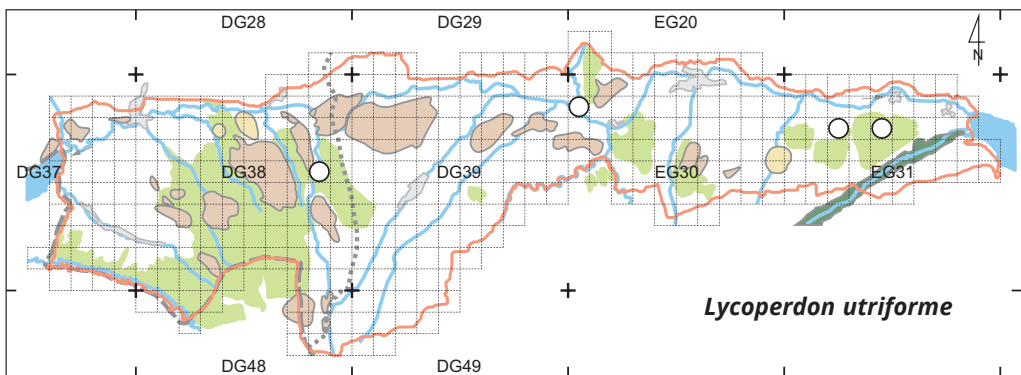 DG28 DG29 EG20
N
DG37 DG38 DG39 EG30 EG31
Lycoperdon utriforme
DG48 DG49